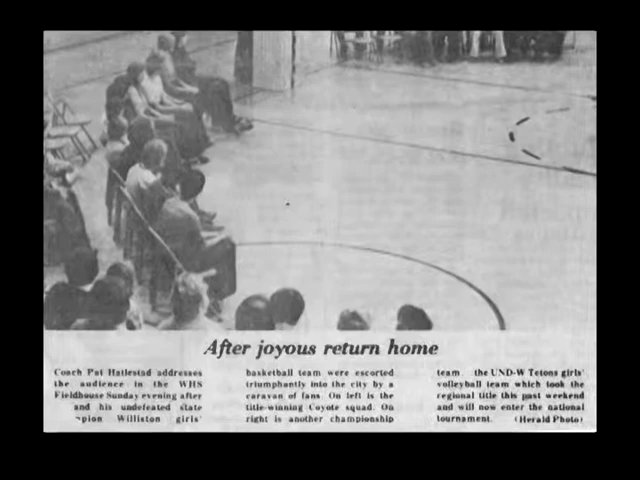 After joyous return home
Coach Pat Hatlestad addresses
the audience in the WHS
Fieldhouse Sunday evening after
and his undefeated state
pion Williston girls'
basketball team were escorted
triumphantly into the city by a
caravan of fans. On left is the
title-winning Coyote squad. On
right is another championship
team the UND-W Tetons girls'
volleyball team which took the
regional title this past weekend
and will now enter the national
tournament. (Herald Photo)